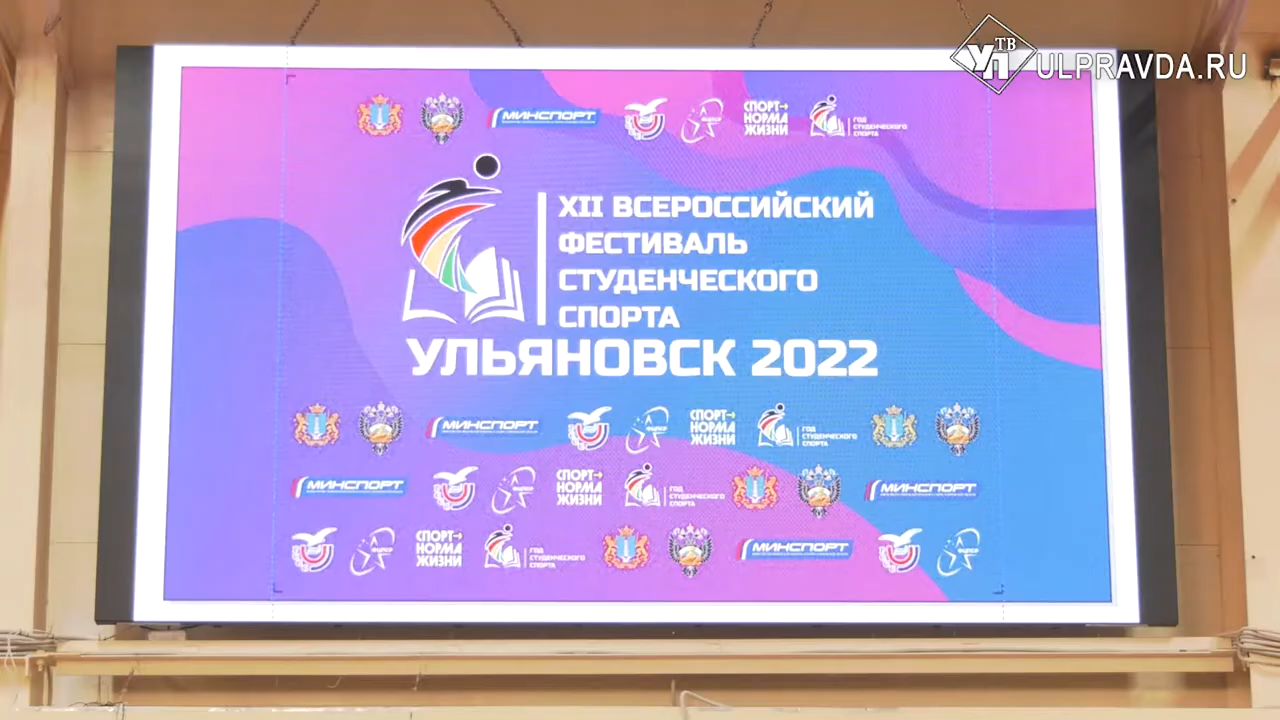 УП ТВ ULPRAVDA.RU
МИНСПОРТ
СПОРТ→
НОРМА
ЖИЗНИ
ГОД
СТУДЕНЧЕСКОГО
СПОРТА
XII ВСЕРОССИЙСКИЙ
ФЕСТИВАЛЬ
СТУДЕНЧЕСКОГО
СПОРТА
УЛЬЯНОВСК 2022
МИНСПОРТ
СПОРТ→
НОРМА
ЖИЗНИ
ГОД
СТУДЕНЧЕСКОГО
СПОРТА
МИНСПОРТ
СПОРТ→
НОРМА
ЖИЗНИ
ГОД
СТУДЕНЧЕСКОГО
СПОРТА
МИНСПОРТ
СПОРТ→
НОРМА
ЖИЗНИ
ГОД
СТУДЕНЧЕСКОГО
СПОРТА
МИНСПОРТ